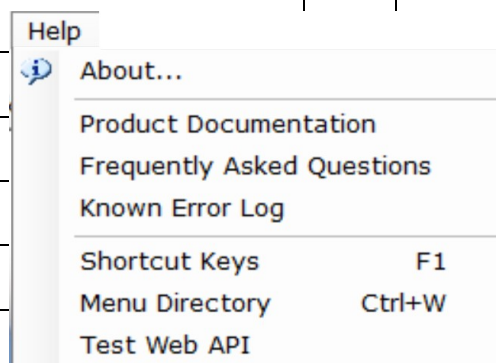 Help
About...
Product Documentation
Frequently Asked Questions
Known Error Log
Shortcut Keys F1
Menu Directory Ctrl+W
Test Web API